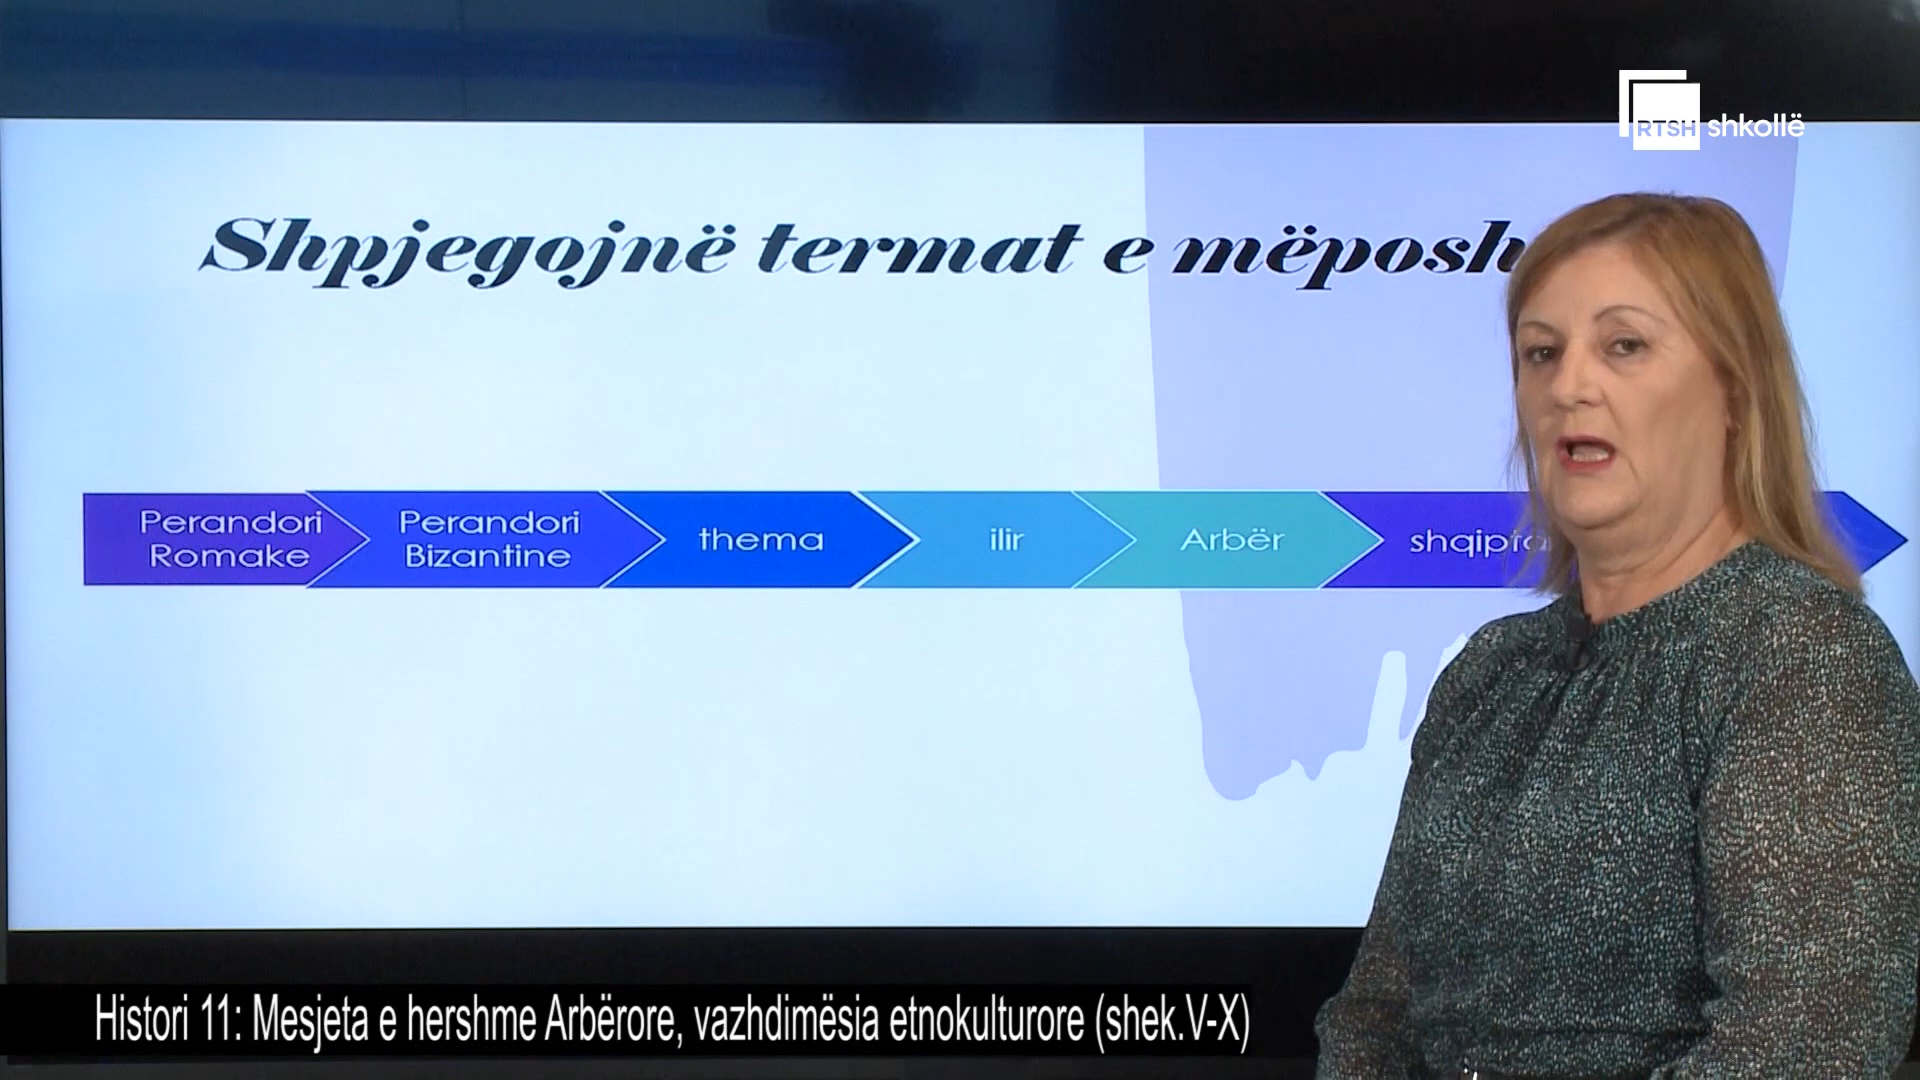 RTSH shkollë
Shpjegojnë termat e
Perandori
Romake
Perandori
Bizantine
thema
ilir
Arbër
Histori 11: Mesjeta e hershme Arbërore, vazhdimësia etnokulturore (shek.V-X)